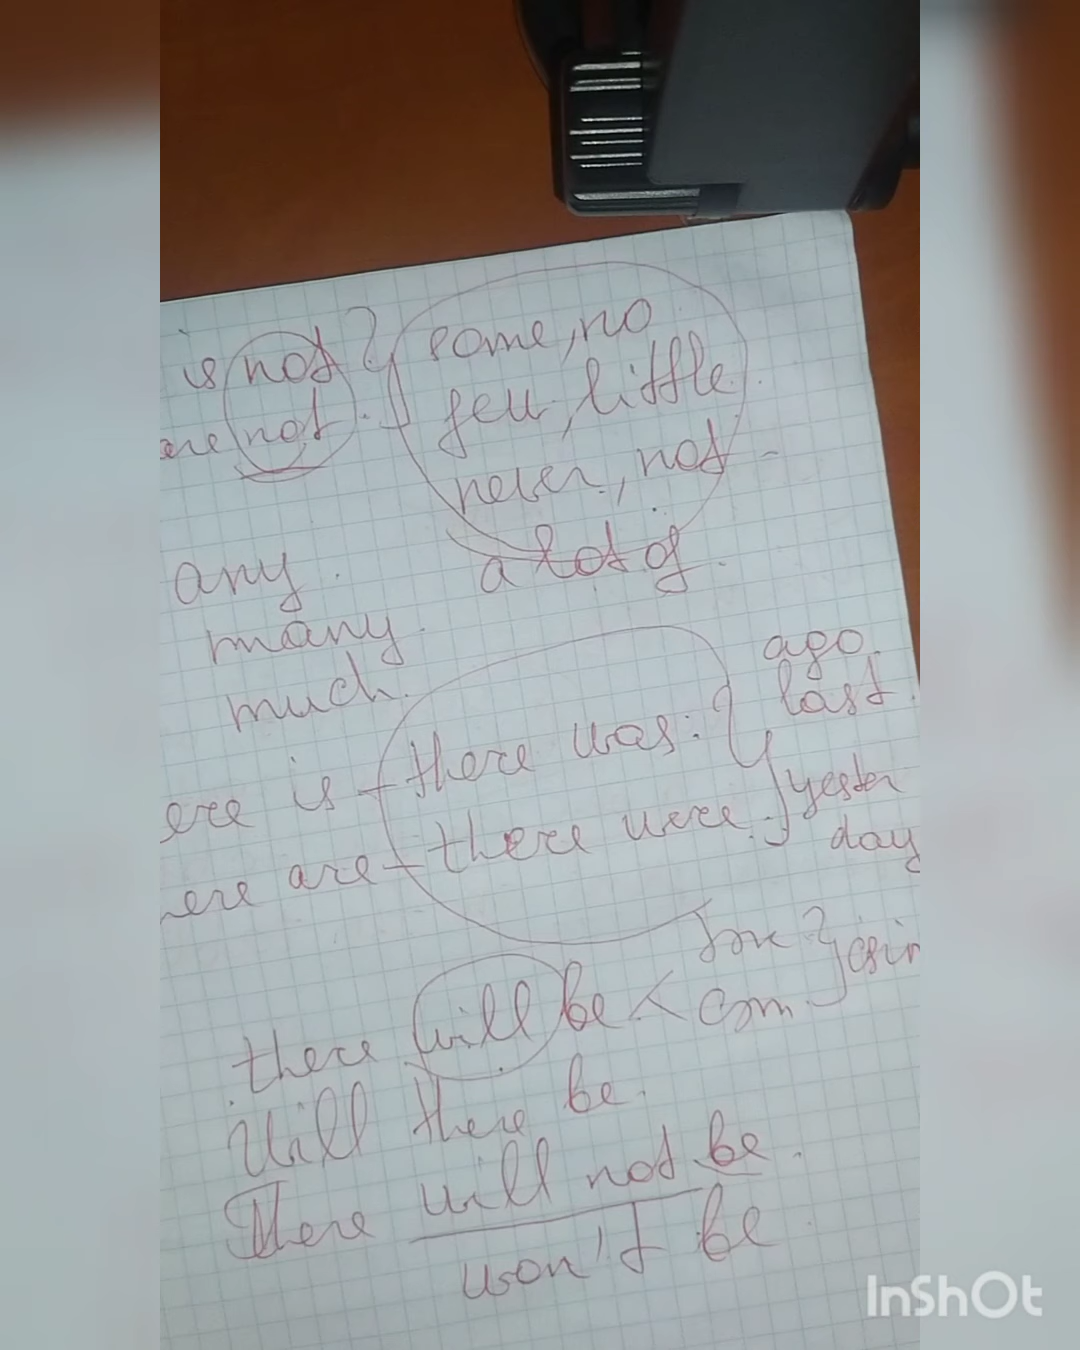 is not } some, no
are not. few, little.
never, not -
any. a lot of.
many.
much.
ago.
last.
ere is - there was: }
yester
ere are - there were. day
there will be <
Will there be.
There will not be.
won't be
InShOt